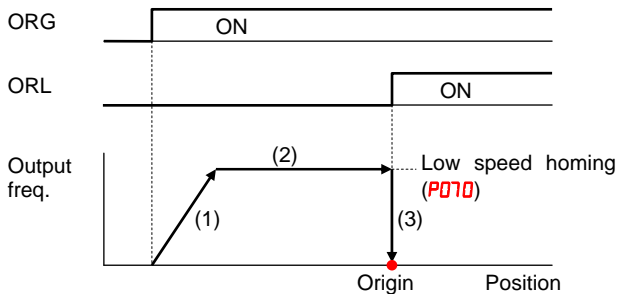 ORG
ON
ORL
ON
Output
freq.
(1)
(2)
(3)
Low speed homing
(P070)
Origin
Position